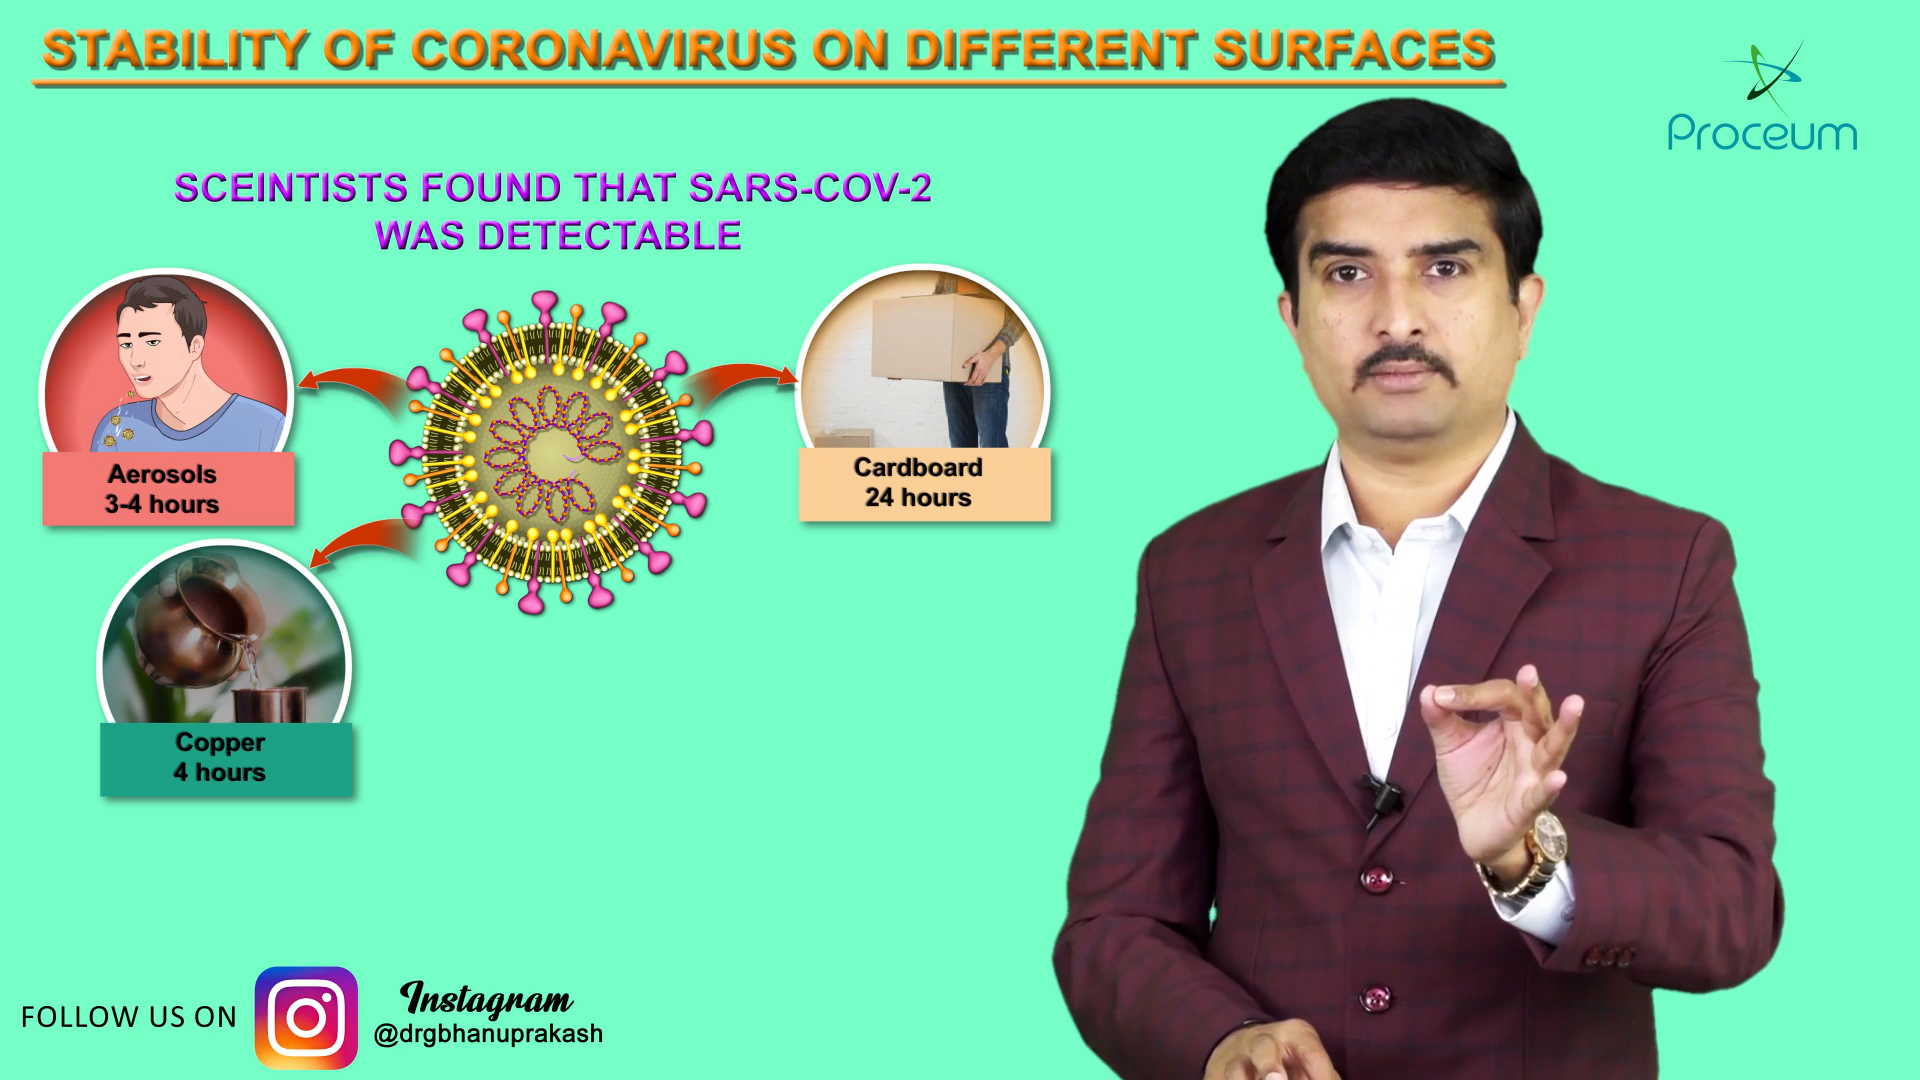 STABILITY OF CORONAVIRUS ON DIFFERENT SURFACES
Proceum
SCEINTISTS FOUND THAT SARS-COV-2
WAS DETECTABLE
Aerosols
3-4 hours
Cardboard
24 hours
Copper
4 hours
FOLLOW US ON
Instagram
@drgbhanuprakash